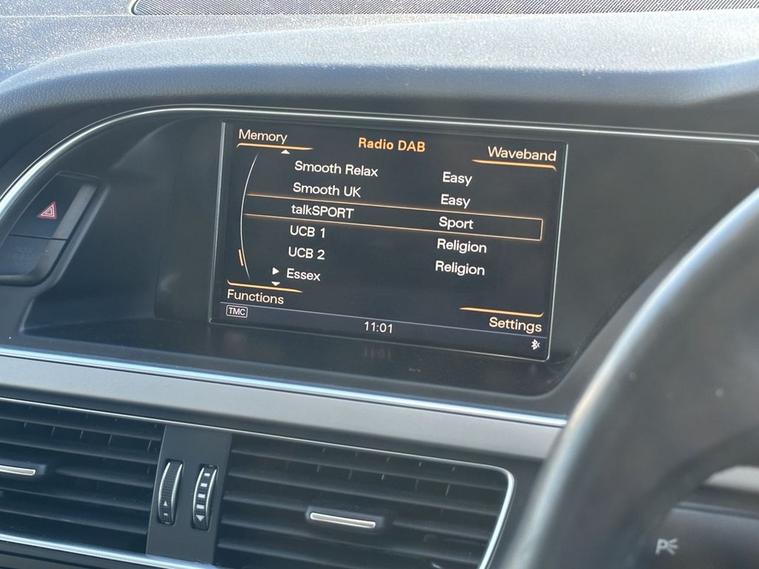 Memory
Radio DAB
Waveband
Smooth Relax Easy
Smooth UK Easy
talkSPORT Sport
UCB 1 Religion
UCB 2 Religion
Essex
Functions
Settings
TMC
11:01
P